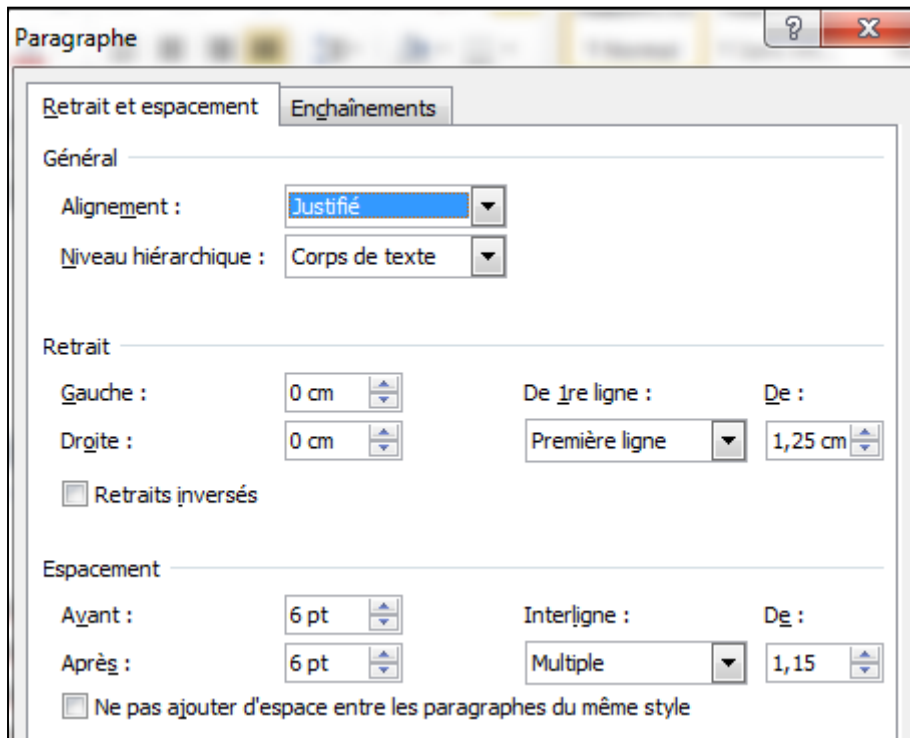 Paragraphe
Retrait et espacement Enchaînements
Général
Alignement : Justifié
Niveau hiérarchique : Corps de texte
Retrait
Gauche : 0 cm De 1re ligne : De :
Droite : 0 cm Première ligne 1,25 cm
Retraits inversés
Espacement
Avant : 6 pt Interligne : De :
Après : 6 pt Multiple 1,15
Ne pas ajouter d'espace entre les paragraphes du même style